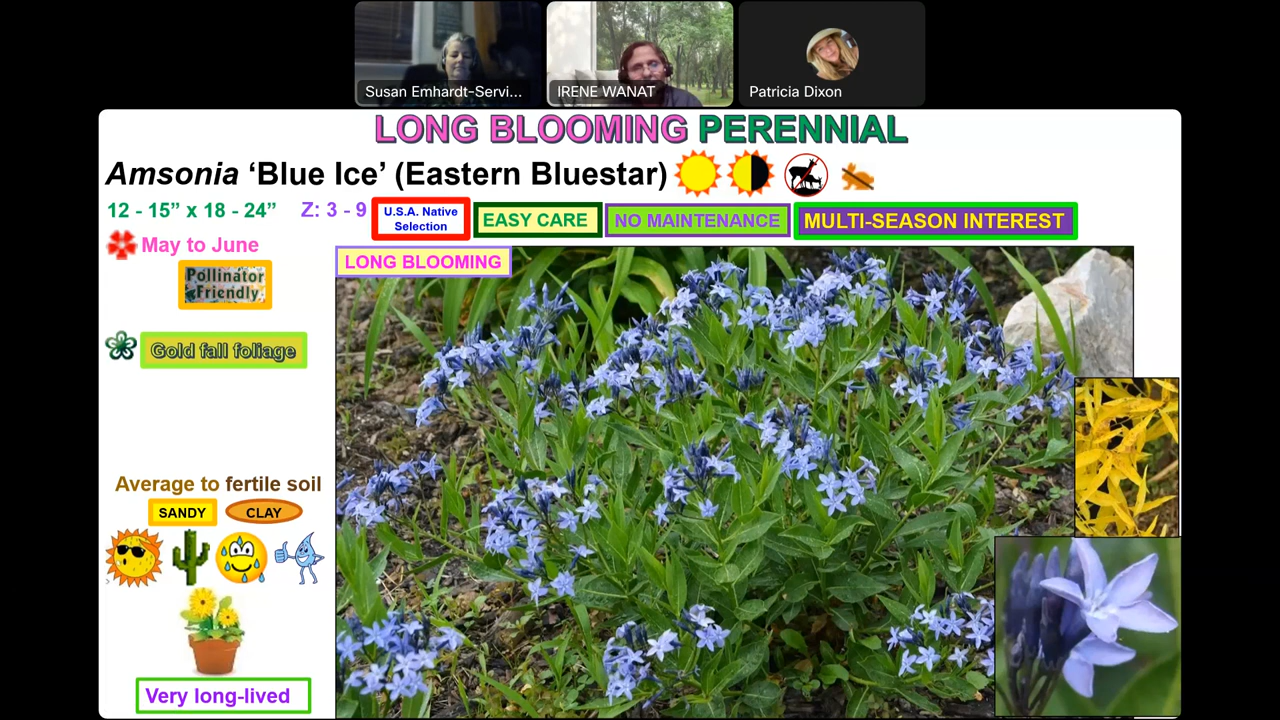 Susan Emhardt-Servi...
IRENE WANAT
Patricia Dixon
LONG BLOOMING PERENNIAL
Amsonia ‘Blue Ice’ (Eastern Bluestar)
12 - 15” x 18 - 24” Z: 3 - 9
U.S.A. Native
Selection
EASY CARE
NO MAINTENANCE
MULTI-SEASON INTEREST
May to June
LONG BLOOMING
Pollinator
Friendly
Gold fall foliage
Average to fertile soil
SANDY
CLAY
Very long-lived